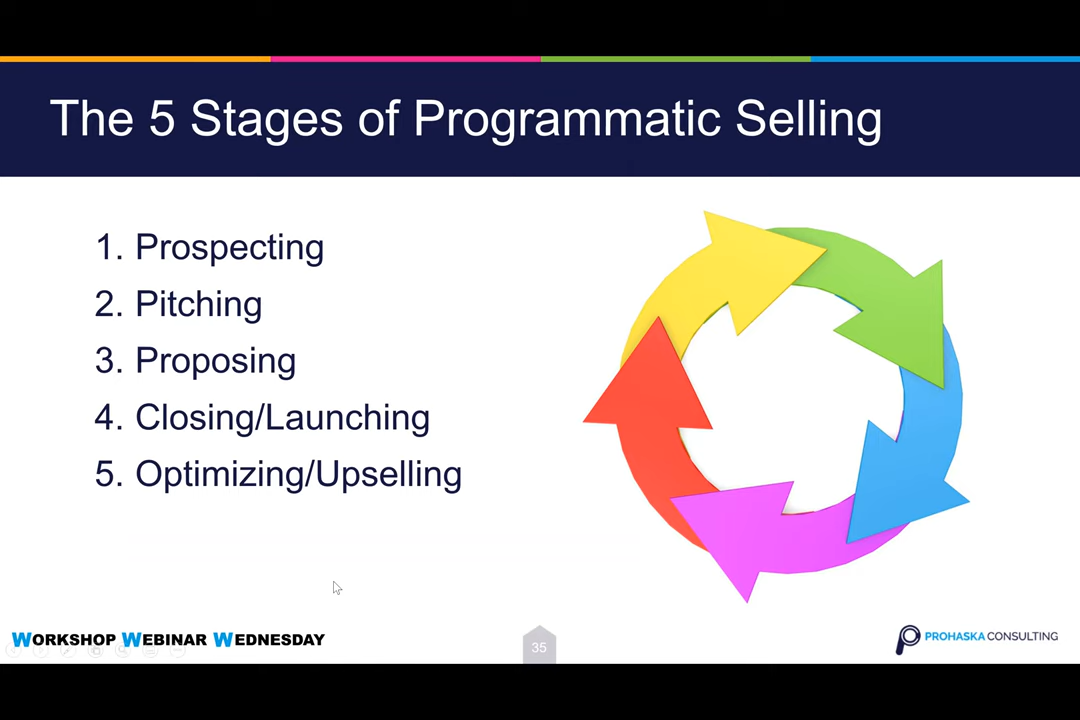 The 5 Stages of Programmatic Selling
1. Prospecting
2. Pitching
3. Proposing
4. Closing/Launching
5. Optimizing/Upselling
WORKSHOP WEBINAR WEDNESDAY
35
PROHASKA CONSULTING